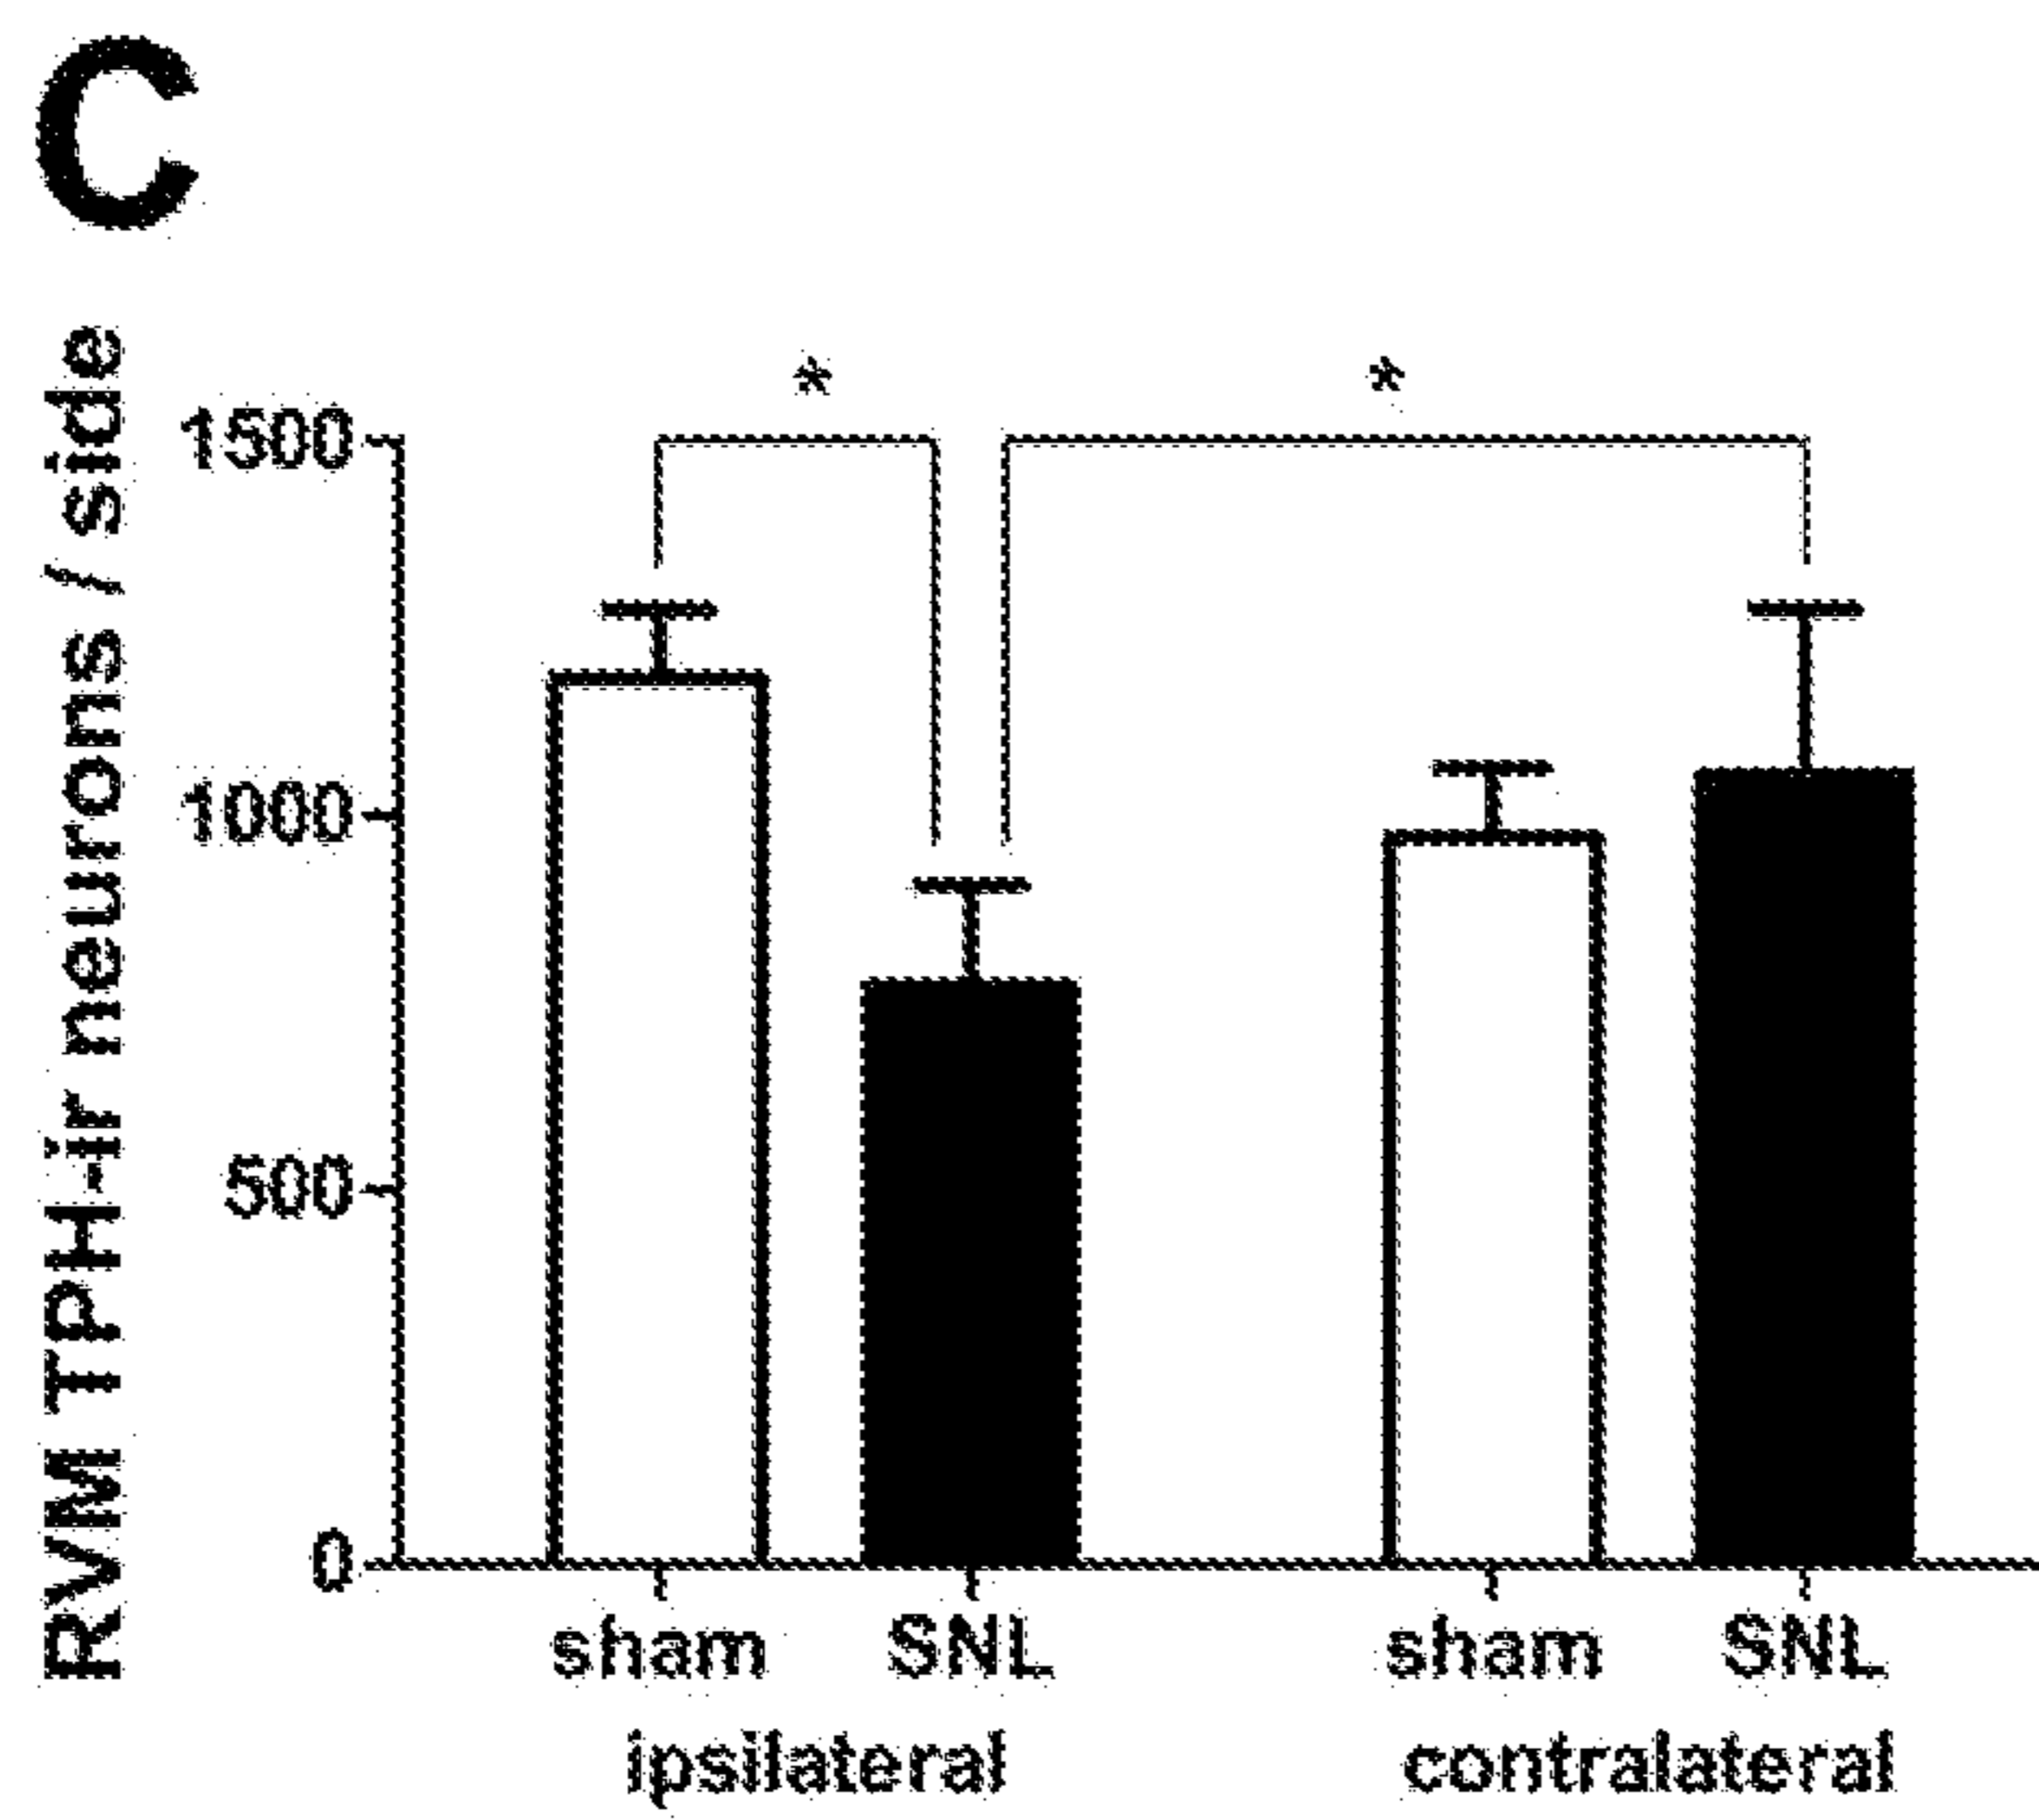 C
RVM TPH-ir neurons / side
1500
1000
500
0
* *
sham SNL sham SNL
ipsilateral contralateral